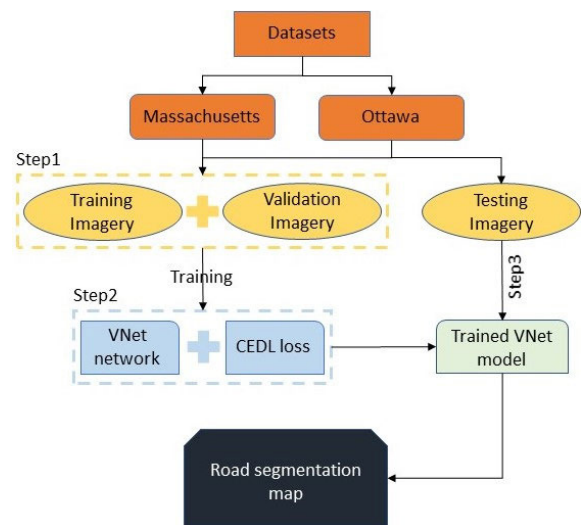 Datasets
Massachusetts
Ottawa
Step1
Training
Imagery
Validation
Imagery
Testing
Imagery
Training
Step3
Step2
VNet
network
CEDL loss
Trained VNet
model
Road segmentation
map